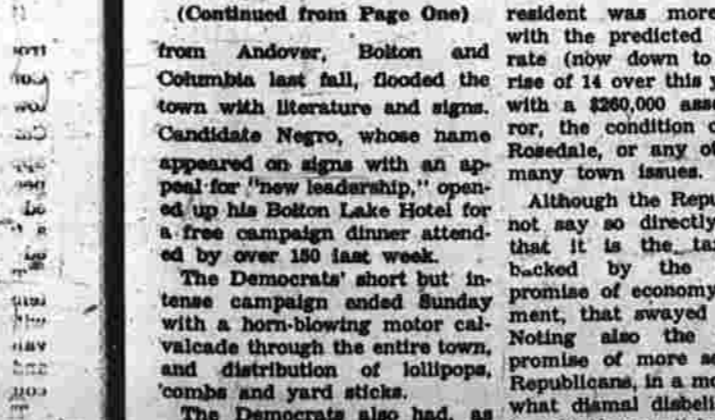 (Continued from Page One)
from Andover, Bolton and
Columbia last fall, flooded the
town with literature and signs.
Candidate Negro, whose name
appeared on signs with an ap-
peal for "new leadership," open-
ed up his Bolton Lake Hotel for
a free campaign dinner attend-
ed by over 150 last week.
The Democrats' short but in-
tense campaign ended Sunday
with a horn-blowing motor cal-
valcade through the entire town,
and distribution of lollipops,
combs and yard sticks.
The Democrats also had, as
resident was more
with the predicted
rate (now down to
rise of 14 over this
with a $260,000
ror, the condition
Rosedale, or any
many town issues.
Although the
not say so directly
that it is the
backed by the
promise of economy
ment, that swayed
Noting also the
promise of more
Republicans, in a
what dismal